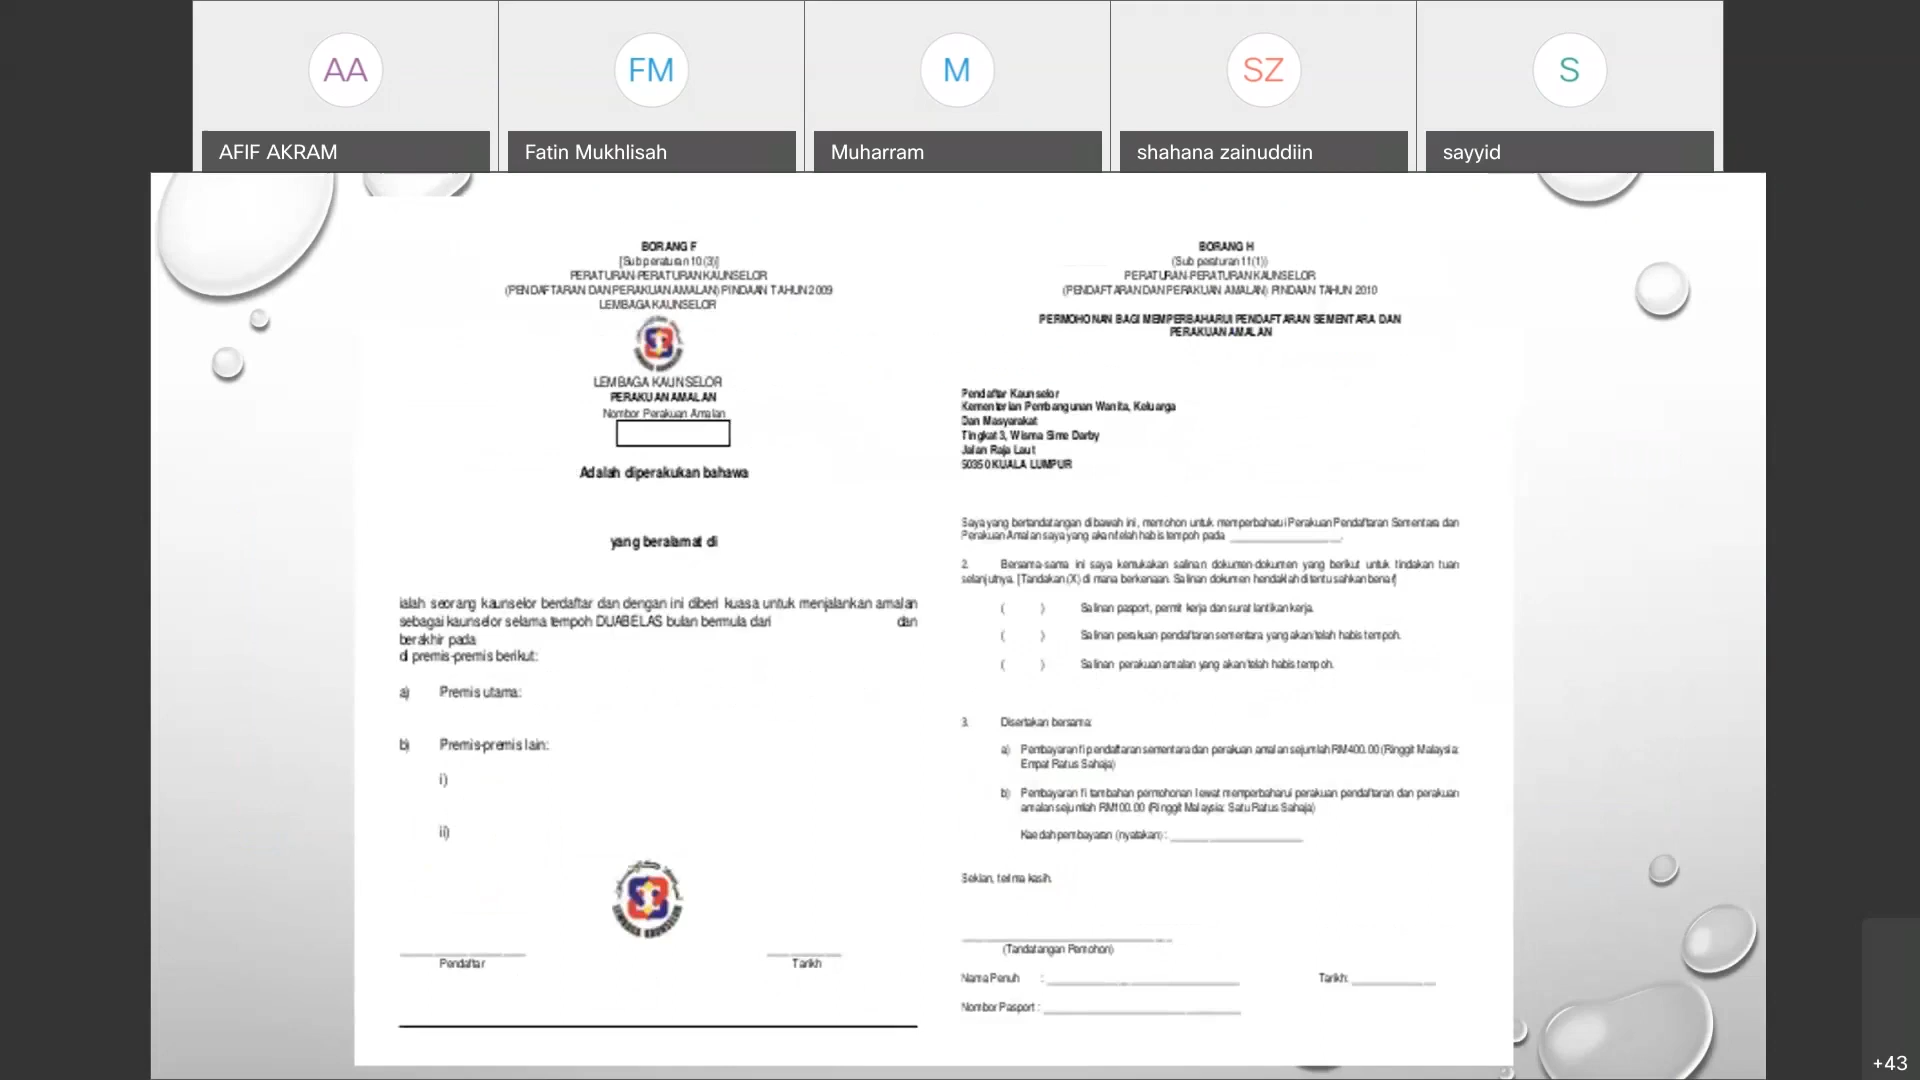 AA
FM
M
SZ
S
AFIF AKRAM
Fatin Mukhlisah
Muharram
shahana zainuddiin
sayyid
BORANG F
[Sub peraturan 10 (3)]
PERATURAN-PERATURAN KAUNSELOR
(PENDAFTARAN DAN PERAKUAN AMALAN) PINDAAN TAHUN 2009
LEMBAGA KAUNSELOR
LEMBAGA KAUNSELOR
PERAKUAN AMALAN
Nombor Perakuan Amalan
Adalah diperakukan bahawa
yang beralamat di
ialah seorang kaunselor berdaftar dan dengan ini diberi kuasa untuk menjalankan amalan
sebagai kaunselor selama tempoh DUABELAS bulan bermula dari dan
berakhir pada
di premis-premis berikut:
a) Premis utama:
b) Premis-premis lain:
i)
ii)
LEMBAGA KAUNSELOR
Pendaftar Tarikh
BORANG H
(Sub peraturan 11(1))
PERATURAN-PERATURAN KAUNSELOR
(PENDAFTARAN DAN PERAKUAN AMALAN) PINDAAN TAHUN 2010
PERMOHONAN BAGI MEMPERBAHARUI PENDAFTARAN SEMENTARA DAN
PERAKUAN AMALAN
Pendaftar Kaunselor
Kementerian Pembangunan Wanita, Keluarga
Dan Masyarakat
Tingkat 3, Wisma Sime Darby
Jalan Raja Laut
50350 KUALA LUMPUR
Saya yang bertandatangan dibawah ini, memohon untuk memperbaharui Perakuan Pendaftaran Sementara dan
Perakuan Amalan saya yang akan/telah habis tempoh pada ____________.
2. Bersama-sama ini saya kemukakan salinan dokumen-dokumen yang berikut untuk tindakan tuan
selanjutnya. [Tandakan (X) di mana berkenaan. Salinan dokumen hendaklah ditentu sahkan benar]
( ) Salinan pasport, permit kerja dan surat lantikan kerja.
( ) Salinan perakuan pendaftaran sementara yang akan/telah habis tempoh.
( ) Salinan perakuan amalan yang akan/telah habis tempoh.
3. Disertakan bersama:
a) Pembayaran fi pendaftaran sementara dan perakuan amalan sejumlah RM400.00 (Ringgit Malaysia:
Empat Ratus Sahaja)
b) Pembayaran fi tambahan permohonan lewat memperbaharui perakuan pendaftaran dan perakuan
amalan sejumlah RM100.00 (Ringgit Malaysia: Satu Ratus Sahaja)
Kaedah pembayaran (nyatakan) : ____________
Sekian, terima kasih.
(Tandatangan Pemohon)
Nama Penuh : ____________ Tarikh: ____________
Nombor Pasport : ____________
+43